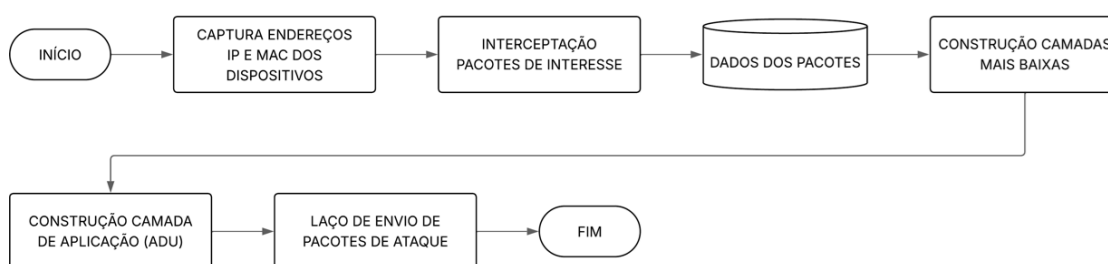 INÍCIO
CAPTURA ENDEREÇOS
IP E MAC DOS
DISPOSITIVOS
INTERCEPTAÇÃO
PACOTES DE INTERESSE
DADOS DOS PACOTES
CONSTRUÇÃO CAMADAS
MAIS BAIXAS
CONSTRUÇÃO CAMADA
DE APLICAÇÃO (ADU)
LAÇO DE ENVIO DE
PACOTES DE ATAQUE
FIM